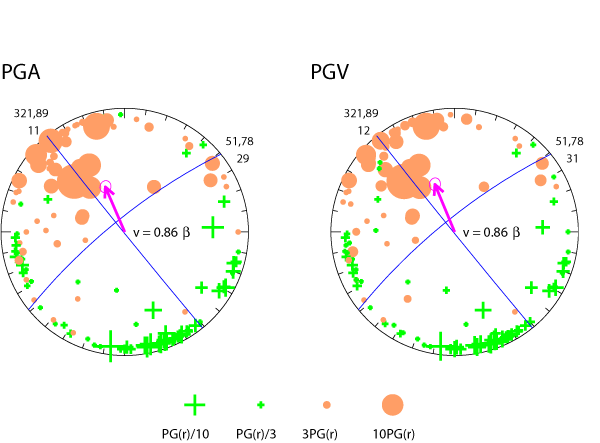 PGA
PGV
321,89
11
51,78
29
321,89
12
51,78
31
v = 0.86 β
v = 0.86 β
PG(r)/10
PG(r)/3
3PG(r)
10PG(r)